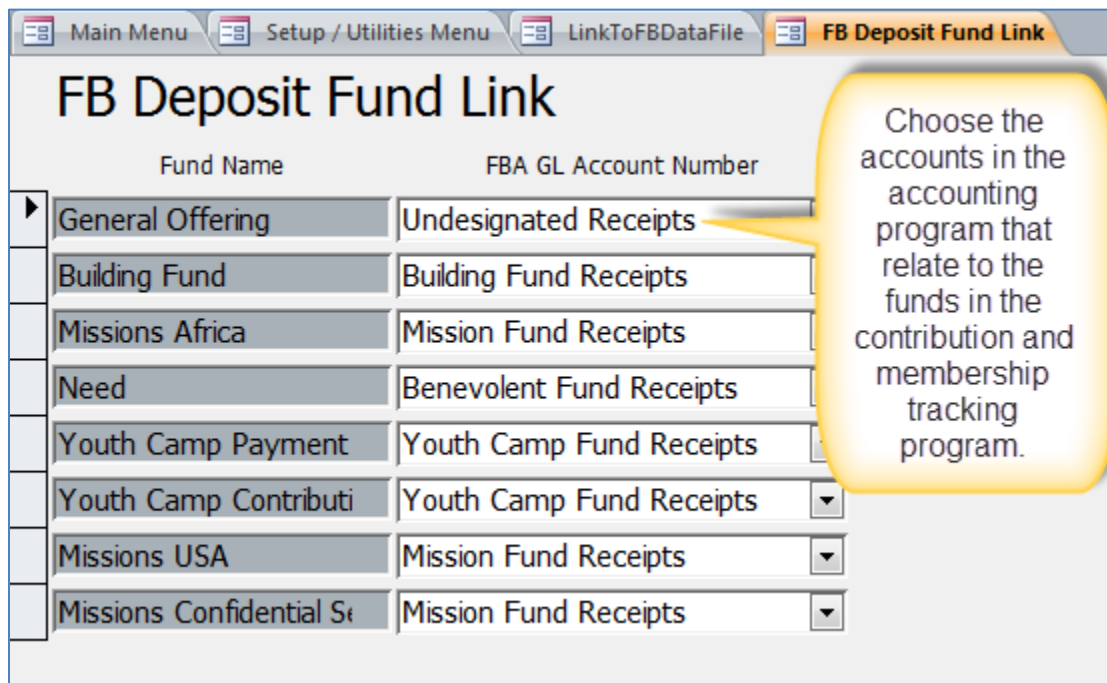 Main Menu Setup / Utilities Menu LinkToFBDataFile FB Deposit Fund Link
FB Deposit Fund Link
Fund Name FBA GL Account Number
General Offering Undesignated Receipts
Building Fund Building Fund Receipts
Missions Africa Mission Fund Receipts
Need Benevolent Fund Receipts
Youth Camp Payment Youth Camp Fund Receipts
Youth Camp Contributi Youth Camp Fund Receipts
Missions USA Mission Fund Receipts
Missions Confidential Se Mission Fund Receipts
Choose the
accounts in the
accounting
program that
relate to the
funds in the
contribution and
membership
tracking
program.